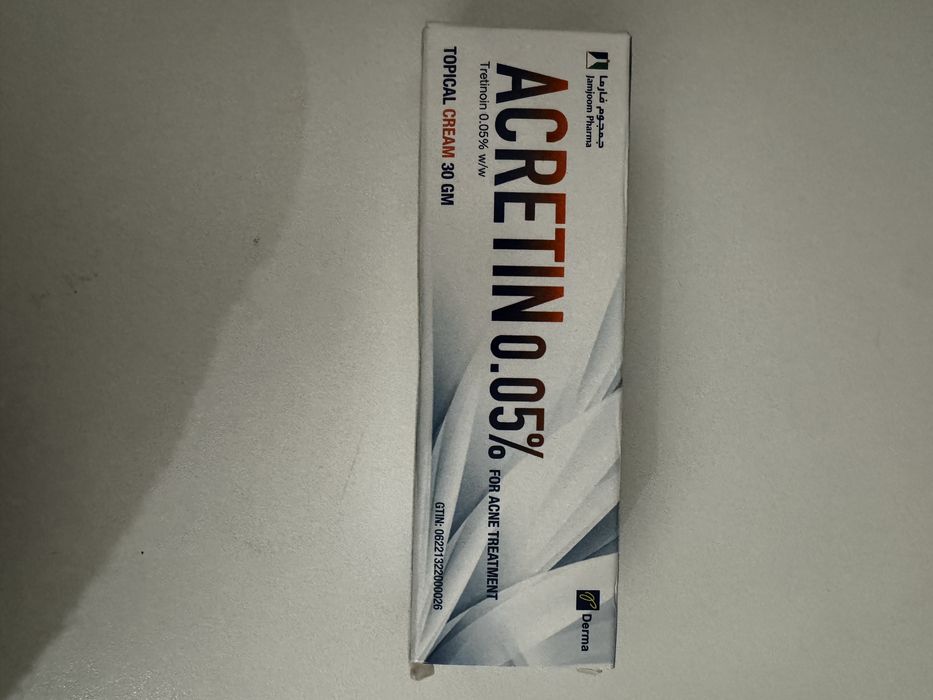 جمجوم فارما
Jamjoom Pharma
ACRETIN 0.05%
FOR ACNE TREATMENT
Tretinoin 0.05% w/w
TOPICAL CREAM 30 GM
Derma
GTIN: 06221322000026